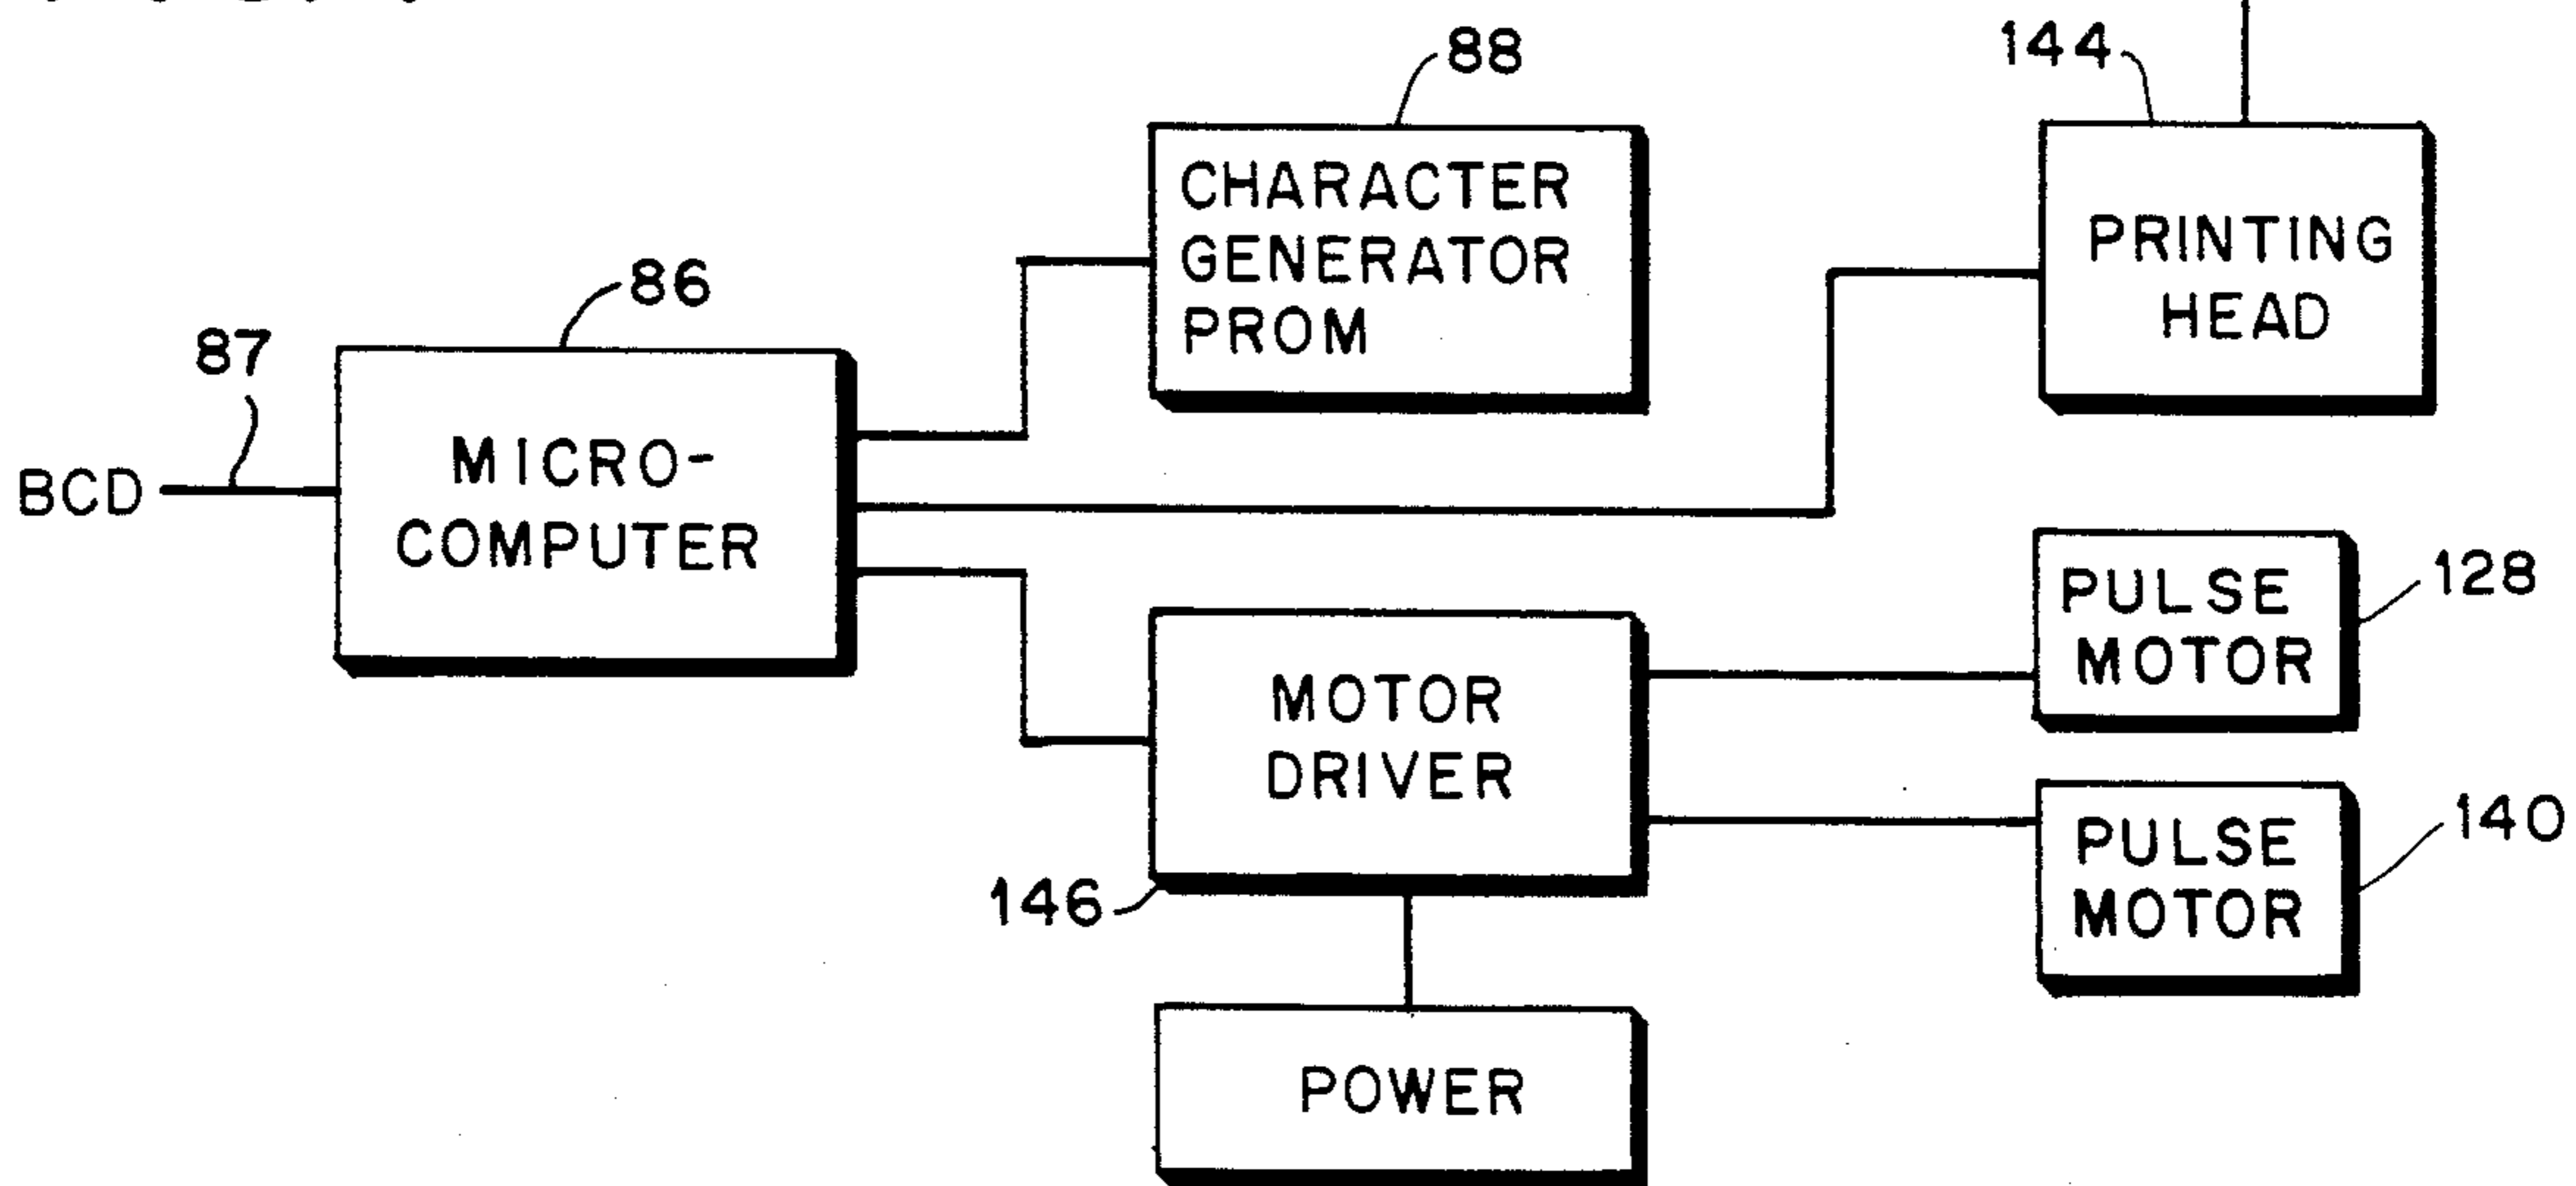 88
144
CHARACTER
GENERATOR
PROM
PRINTING
HEAD
86
87
BCD
MICRO-
COMPUTER
PULSE
MOTOR
128
MOTOR
DRIVER
146
PULSE
MOTOR
140
POWER